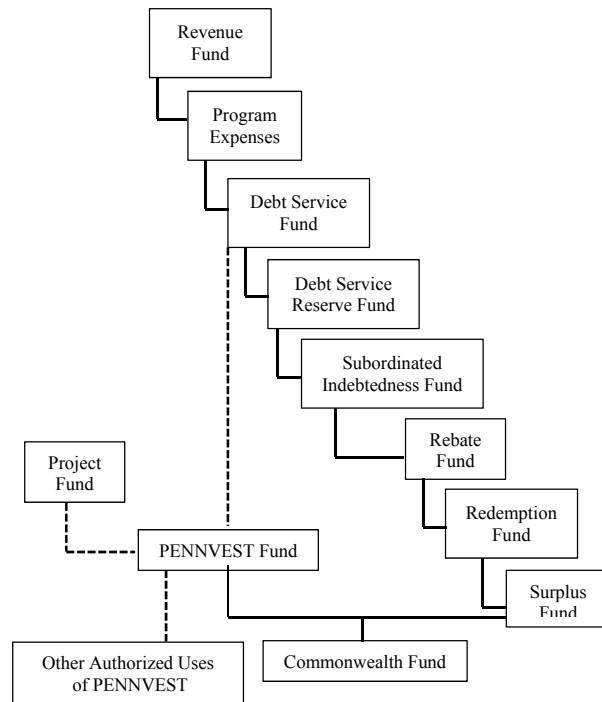 Revenue
Fund
Program
Expenses
Debt Service
Fund
Debt Service
Reserve Fund
Subordinated
Indebtedness Fund
Rebate
Fund
Project
Fund
Redemption
Fund
PENNVEST Fund
Surplus
Fund
Other Authorized Uses
of PENNVEST
Commonwealth Fund